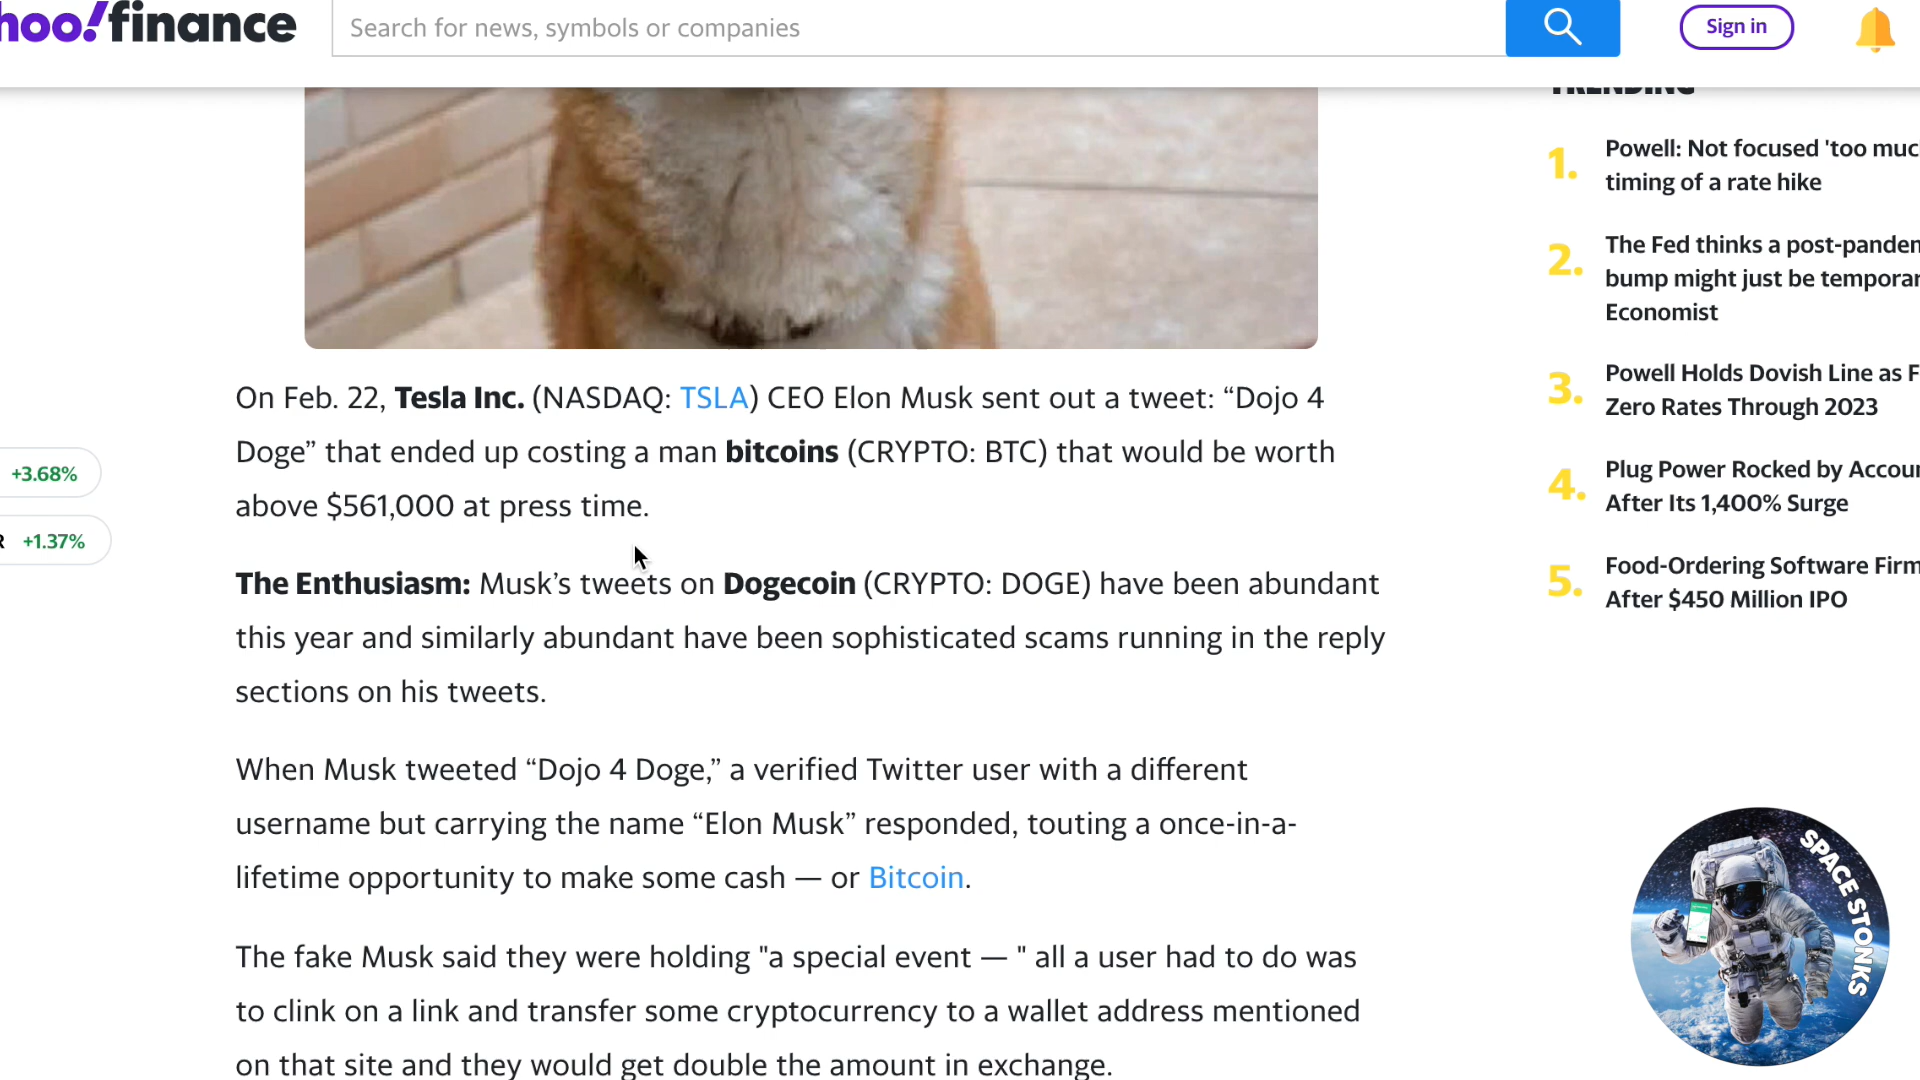 hoo!finance
Search for news, symbols or companies
Sign in
On Feb. 22, Tesla Inc. (NASDAQ: TSLA) CEO Elon Musk sent out a tweet: “Dojo 4
Doge” that ended up costing a man bitcoins (CRYPTO: BTC) that would be worth
above $561,000 at press time.
The Enthusiasm: Musk’s tweets on Dogecoin (CRYPTO: DOGE) have been abundant
this year and similarly abundant have been sophisticated scams running in the reply
sections on his tweets.
When Musk tweeted “Dojo 4 Doge,” a verified Twitter user with a different
username but carrying the name “Elon Musk” responded, touting a once-in-a-
lifetime opportunity to make some cash — or Bitcoin.
The fake Musk said they were holding "a special event — " all a user had to do was
to clink on a link and transfer some cryptocurrency to a wallet address mentioned
on that site and they would get double the amount in exchange.
+3.68%
R +1.37%
TRENDING
1. Powell: Not focused 'too muc
timing of a rate hike
2. The Fed thinks a post-panden
bump might just be temporar
Economist
3. Powell Holds Dovish Line as F
Zero Rates Through 2023
4. Plug Power Rocked by Accour
After Its 1,400% Surge
5. Food-Ordering Software Firm
After $450 Million IPO
SPACE STONKS